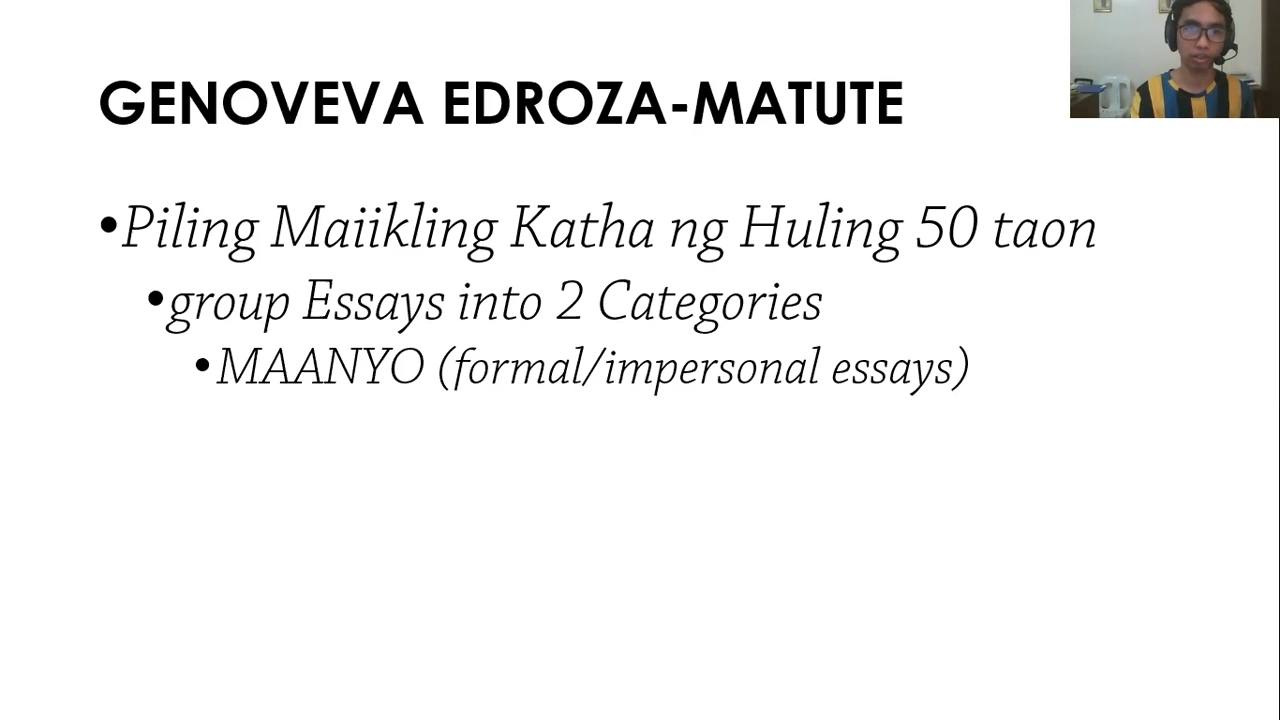 GENOVEVA EDROZA-MATUTE
•Piling Maiikling Katha ng Huling 50 taon
•group Essays into 2 Categories
•MAANYO (formal/impersonal essays)